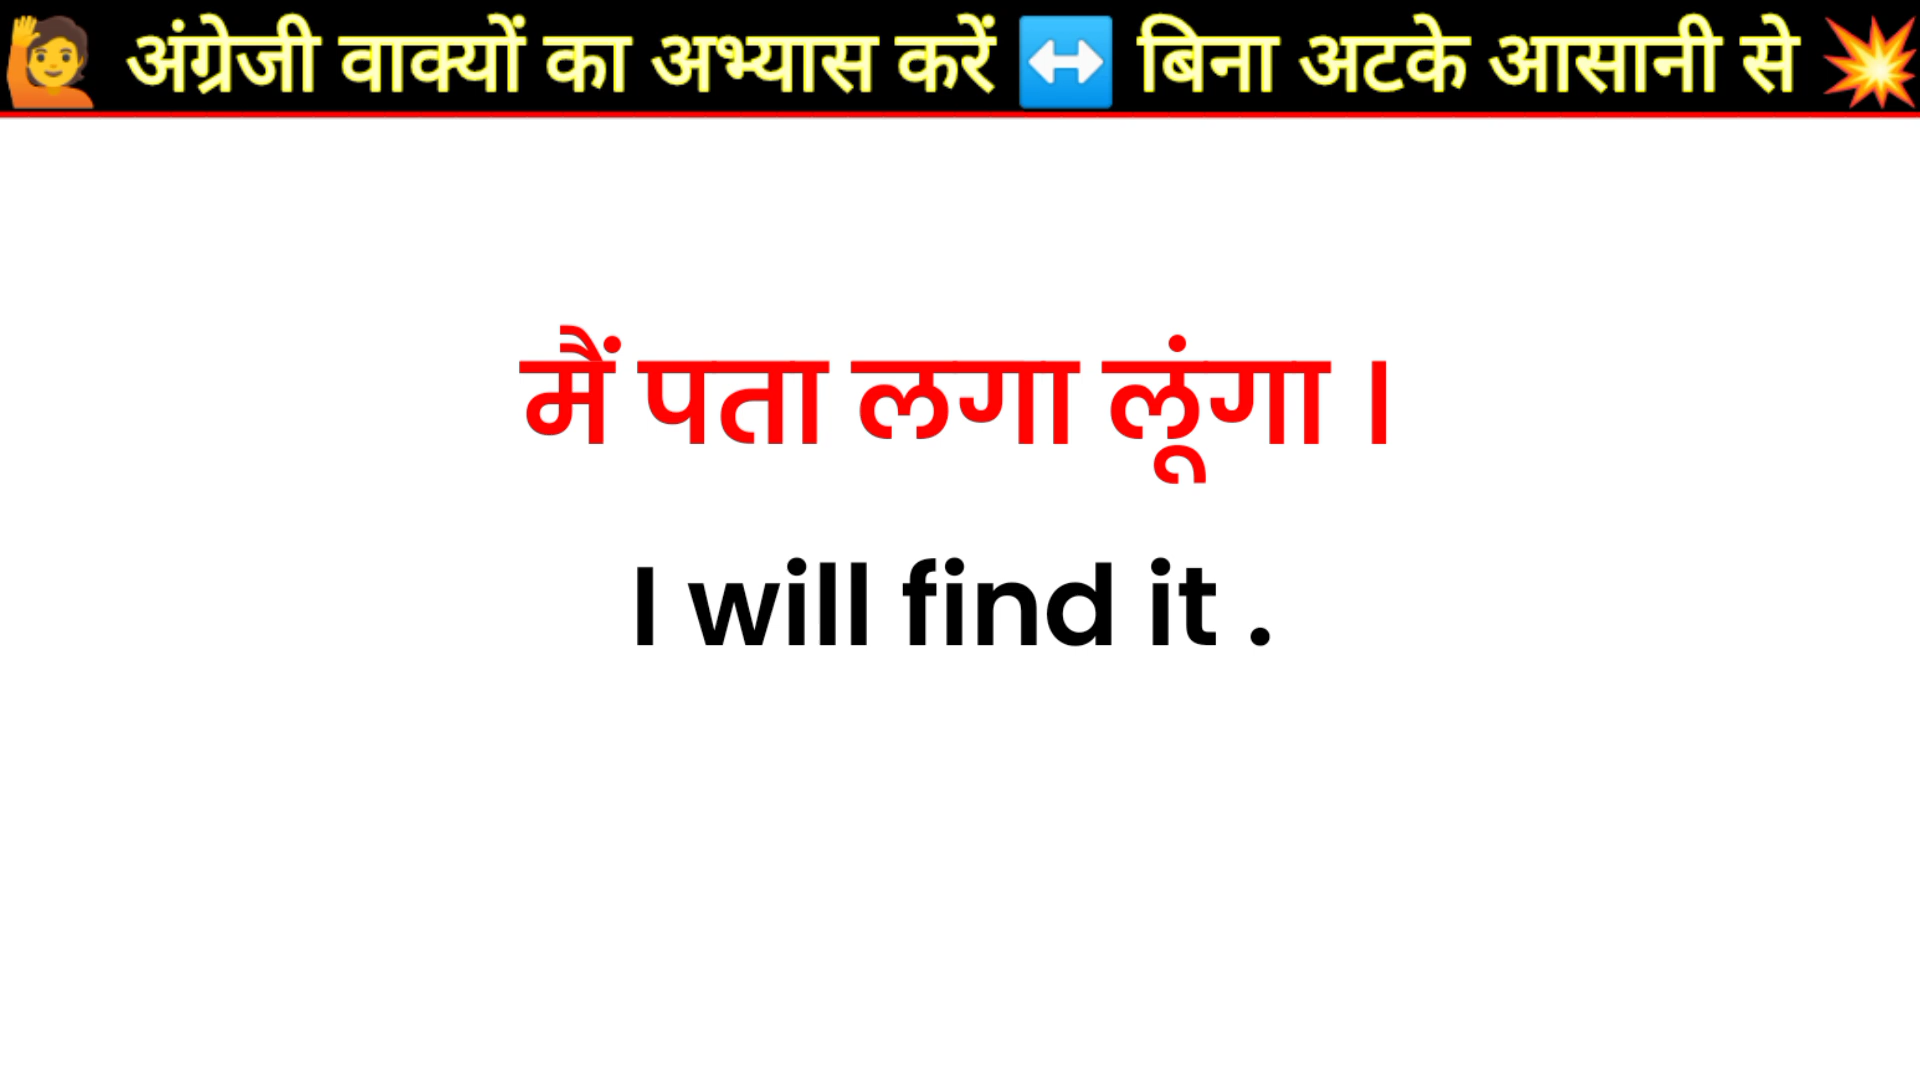 🙋 अंग्रेजी वाक्यों का अभ्यास करें ↔️ बिना अटके आसानी से 💥
मैं पता लगा लूंगा ।
I will find it .